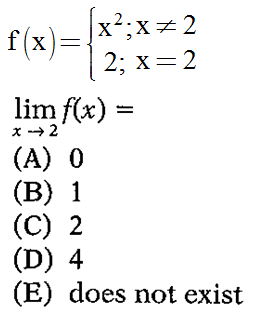 f(x)={x²;x≠2
2; x=2
lim f(x) =
x→2
(A) 0
(B) 1
(C) 2
(D) 4
(E) does not exist